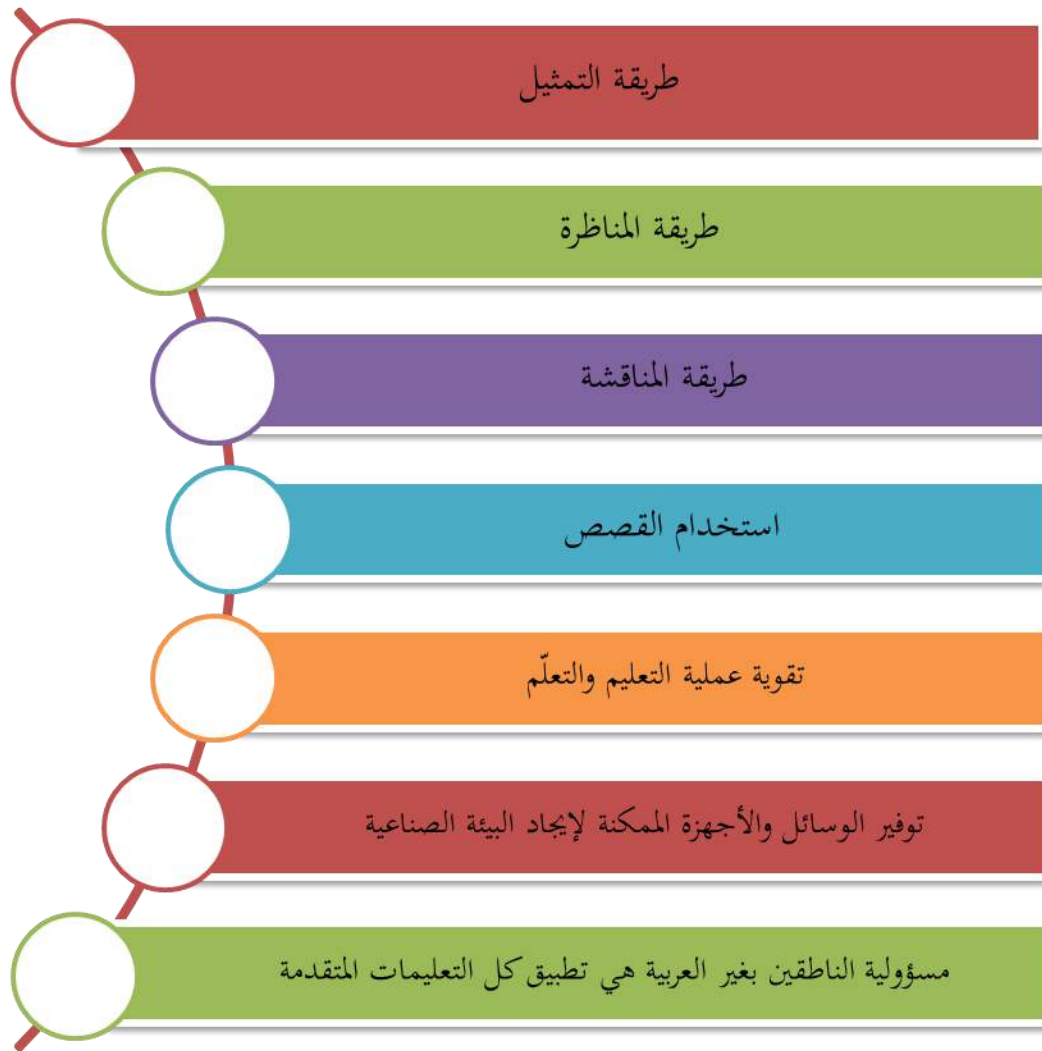 طريقة التمثيل
طريقة المناظرة
طريقة المناقشة
استخدام القصص
تقوية عملية التعليم والتعلّم
توفير الوسائل والأجهزة الممكنة لإيجاد البيئة الصناعية
مسؤولية الناطقين بغير العربية هي تطبيق كل التعليمات المتقدمة